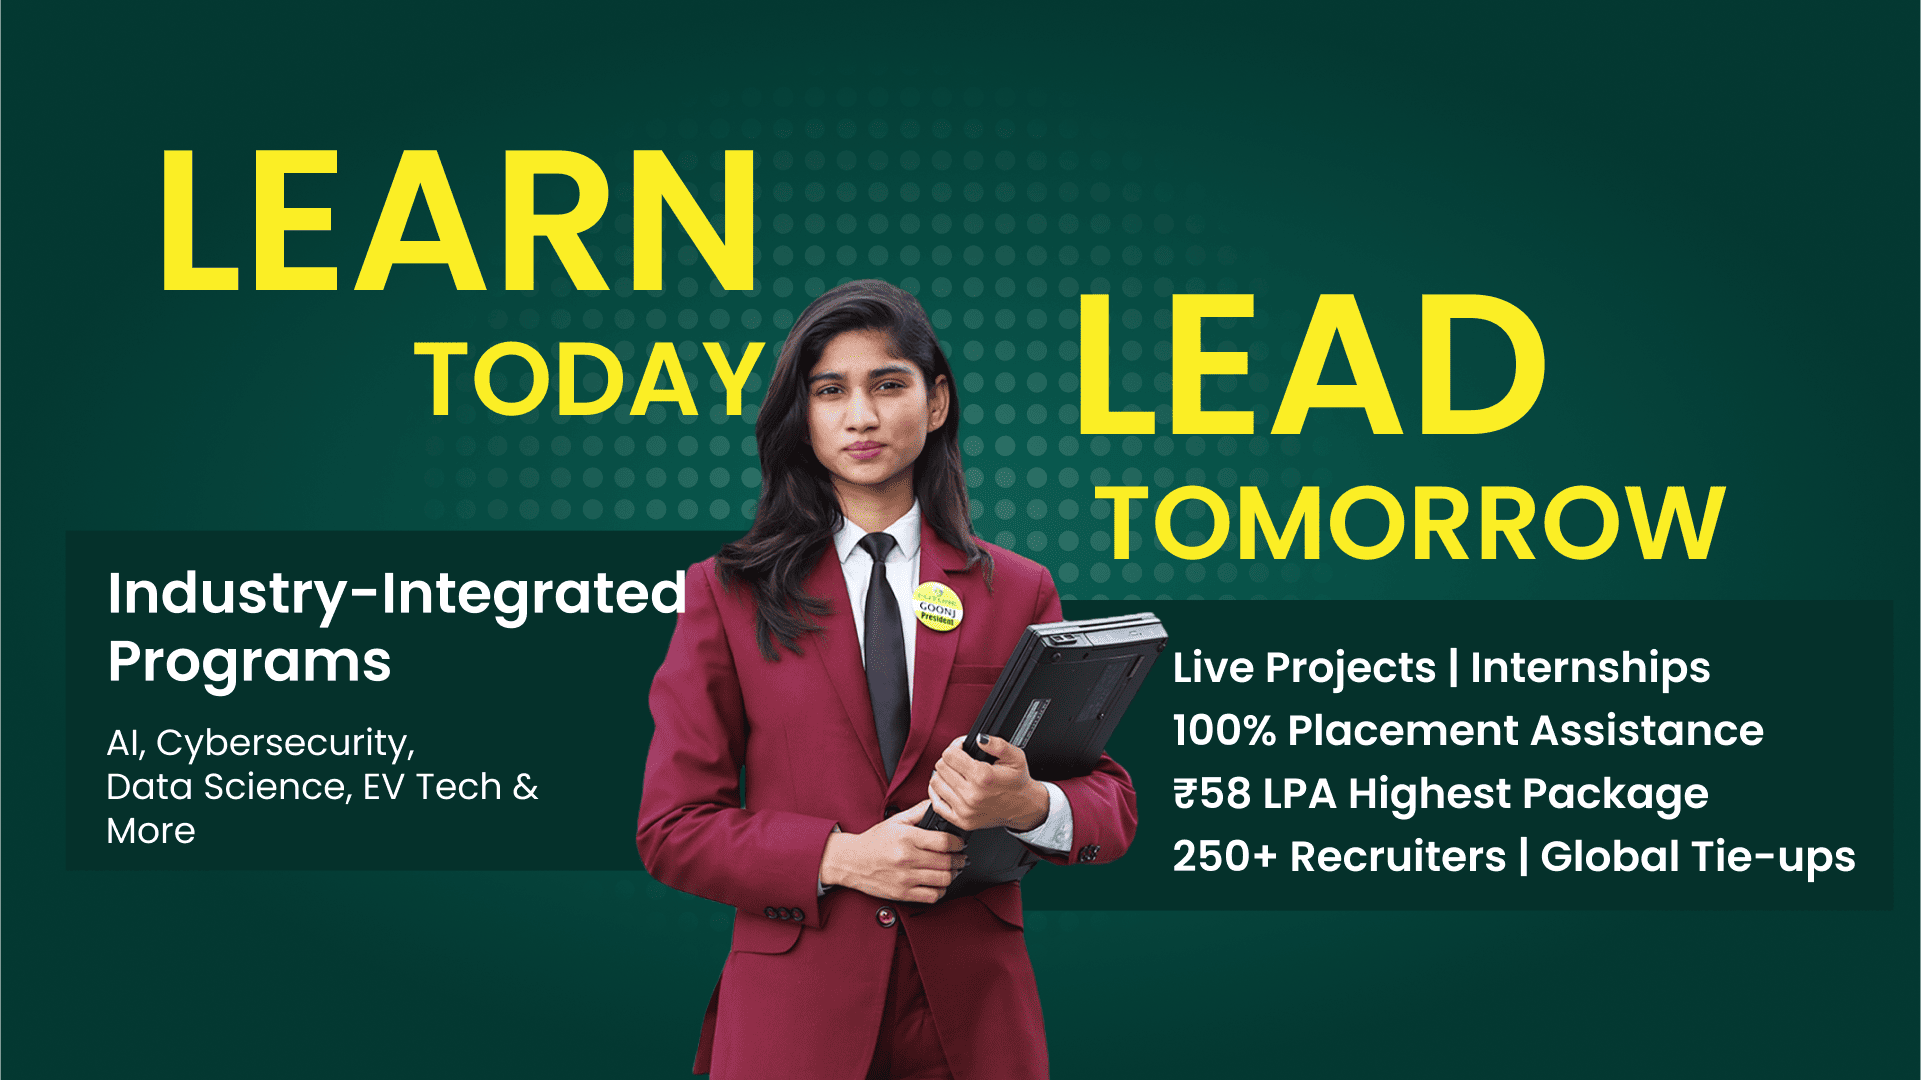 LEARN
TODAY
LEAD
TOMORROW
Industry-Integrated
Programs
AI, Cybersecurity,
Data Science, EV Tech &
More
FUTURE
GOONJ
President
Live Projects | Internships
100% Placement Assistance
₹58 LPA Highest Package
250+ Recruiters | Global Tie-ups